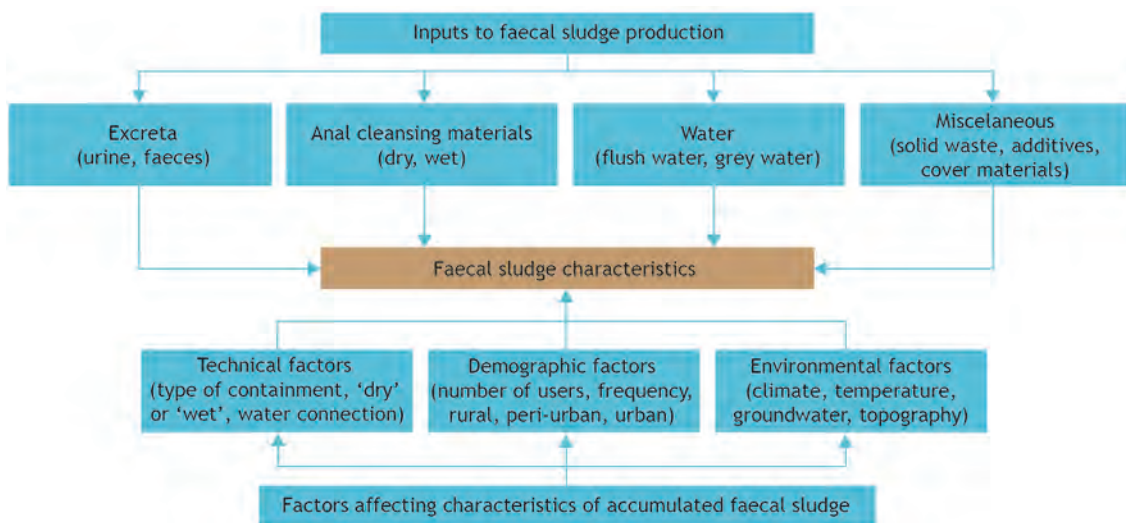 Inputs to faecal sludge production
Excreta
(urine, faeces)
Anal cleansing materials
(dry, wet)
Water
(flush water, grey water)
Miscelaneous
(solid waste, additives,
cover materials)
Faecal sludge characteristics
Technical factors
(type of containment, ‘dry’
or ‘wet’, water connection)
Demographic factors
(number of users, frequency,
rural, peri-urban, urban)
Environmental factors
(climate, temperature,
groundwater, topography)
Factors affecting characteristics of accumulated faecal sludge